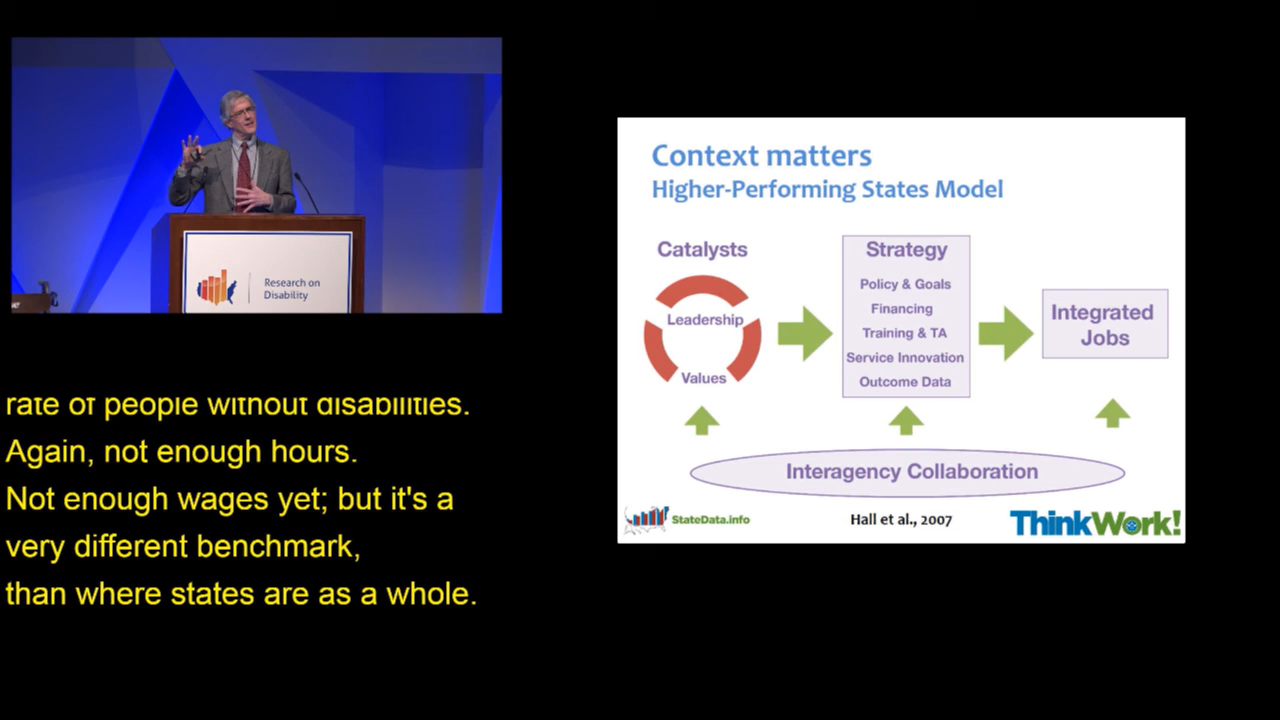 Research on
Disability
rate of people without disabilities.
Again, not enough hours.
Not enough wages yet; but it's a
very different benchmark,
than where states are as a whole.
Context matters
Higher-Performing States Model
Catalysts
Leadership
Values
Strategy
Policy & Goals
Financing
Training & TA
Service Innovation
Outcome Data
Integrated
Jobs
Interagency Collaboration
StateData.info
Hall et al., 2007
ThinkWork!